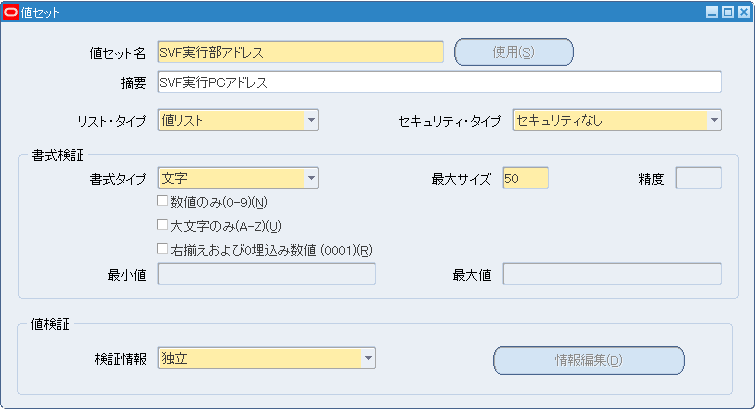 値セット
値セット名 SVF実行部アドレス 使用(S)
摘要 SVF実行PCアドレス
リスト・タイプ 値リスト セキュリティ・タイプ セキュリティなし
書式検証
書式タイプ 文字 最大サイズ 50 精度
数値のみ(0-9)(N)
大文字のみ(A-Z)(U)
右揃えおよび0埋込み数値 (0001)(R)
最小値 最大値
値検証
検証情報 独立 情報編集(D)